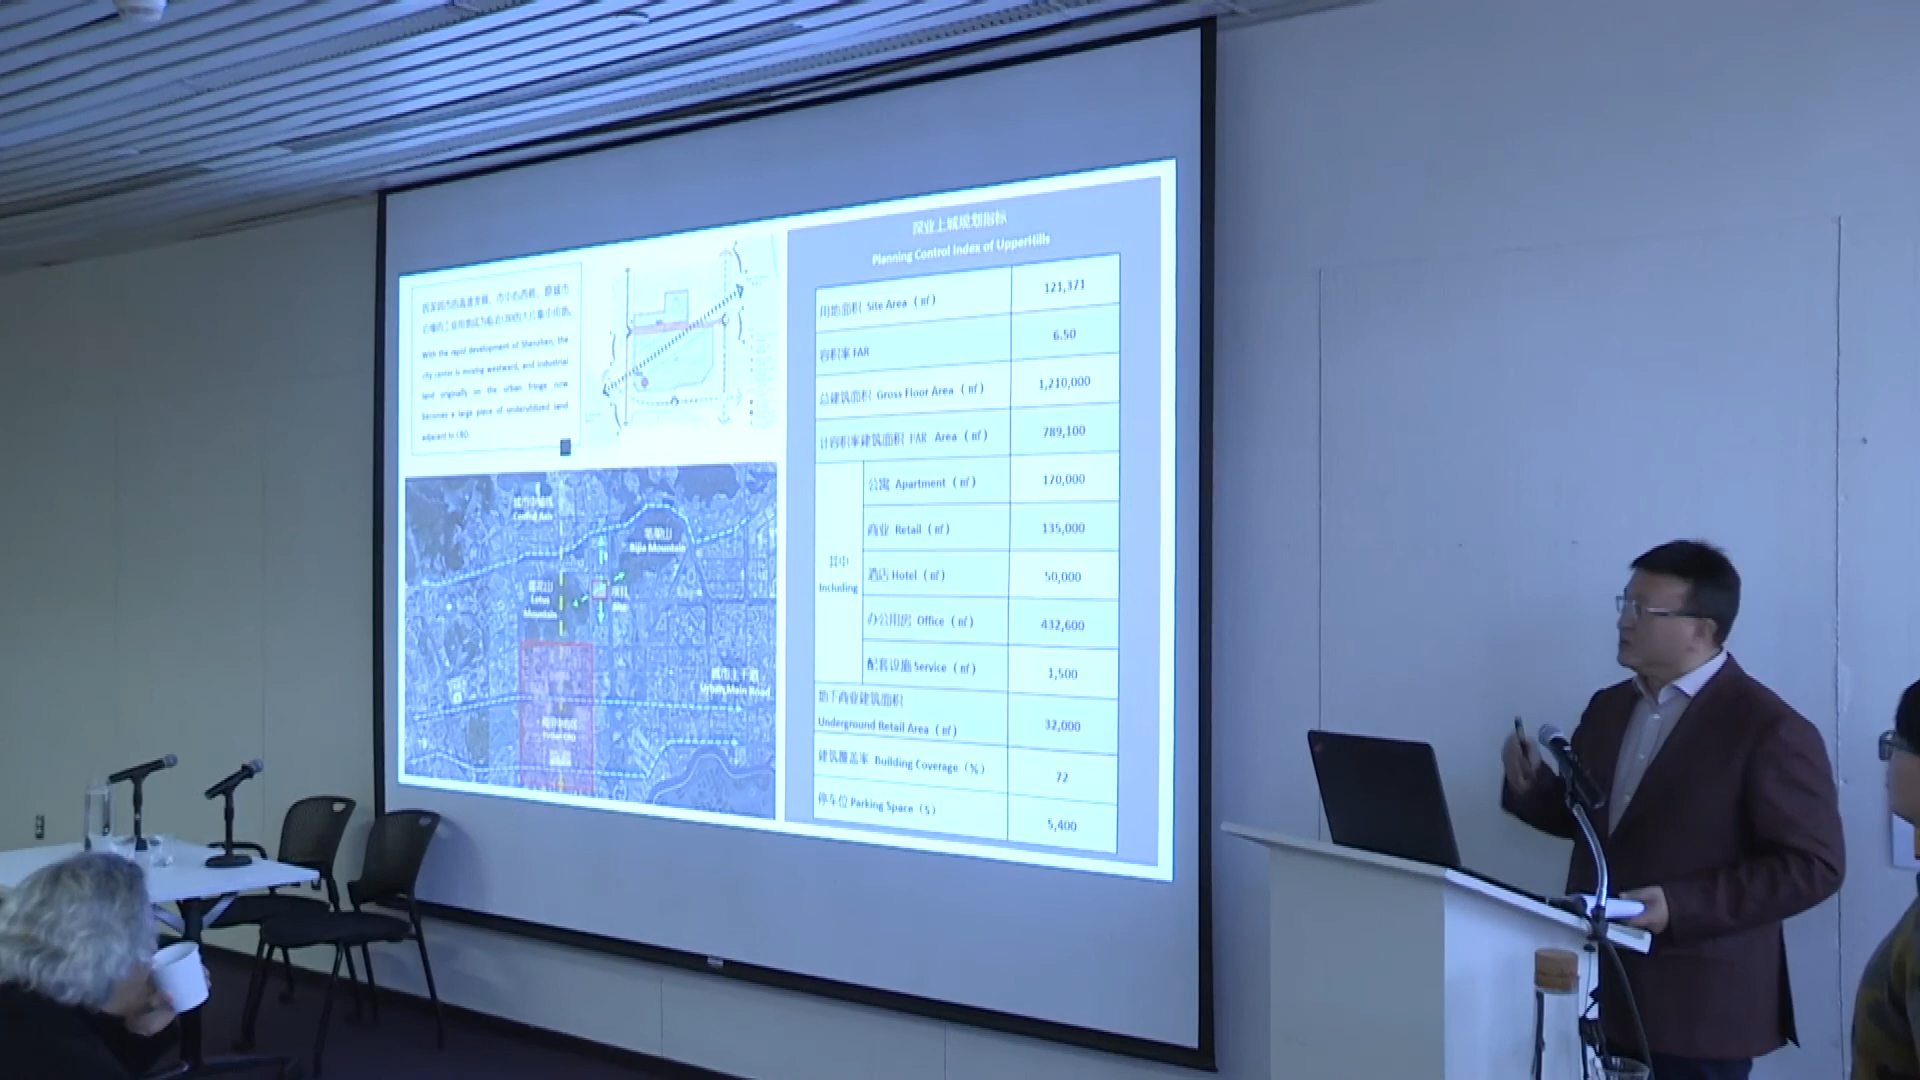 With the rapid development of Shenzhen, the
city center is moving westward, and industrial
land originally on the urban fringe now
becomes a large piece of underutilized land
adjacent to CBD.
城市中轴线
Central Axis
笔架山
Bijia Mountain
莲花山
Lotus
Mountain
城市主干道
Urban Main Road
深业上城规划指标
Planning Control Index of UpperHills
用地面积 Site Area（㎡） 121,371
容积率 FAR 6.50
总建筑面积 Gross Floor Area（㎡） 1,210,000
计容积率建筑面积 FAR Area（㎡） 789,100
其中
Including
公寓 Apartment（㎡） 170,000
商业 Retail（㎡） 135,000
酒店 Hotel（㎡） 50,000
办公用房 Office（㎡） 432,600
配套设施 Service（㎡） 1,500
地下商业建筑面积
Underground Retail Area（㎡） 32,000
建筑覆盖率 Building Coverage（%） 72
停车位 Parking Space（S） 5,400